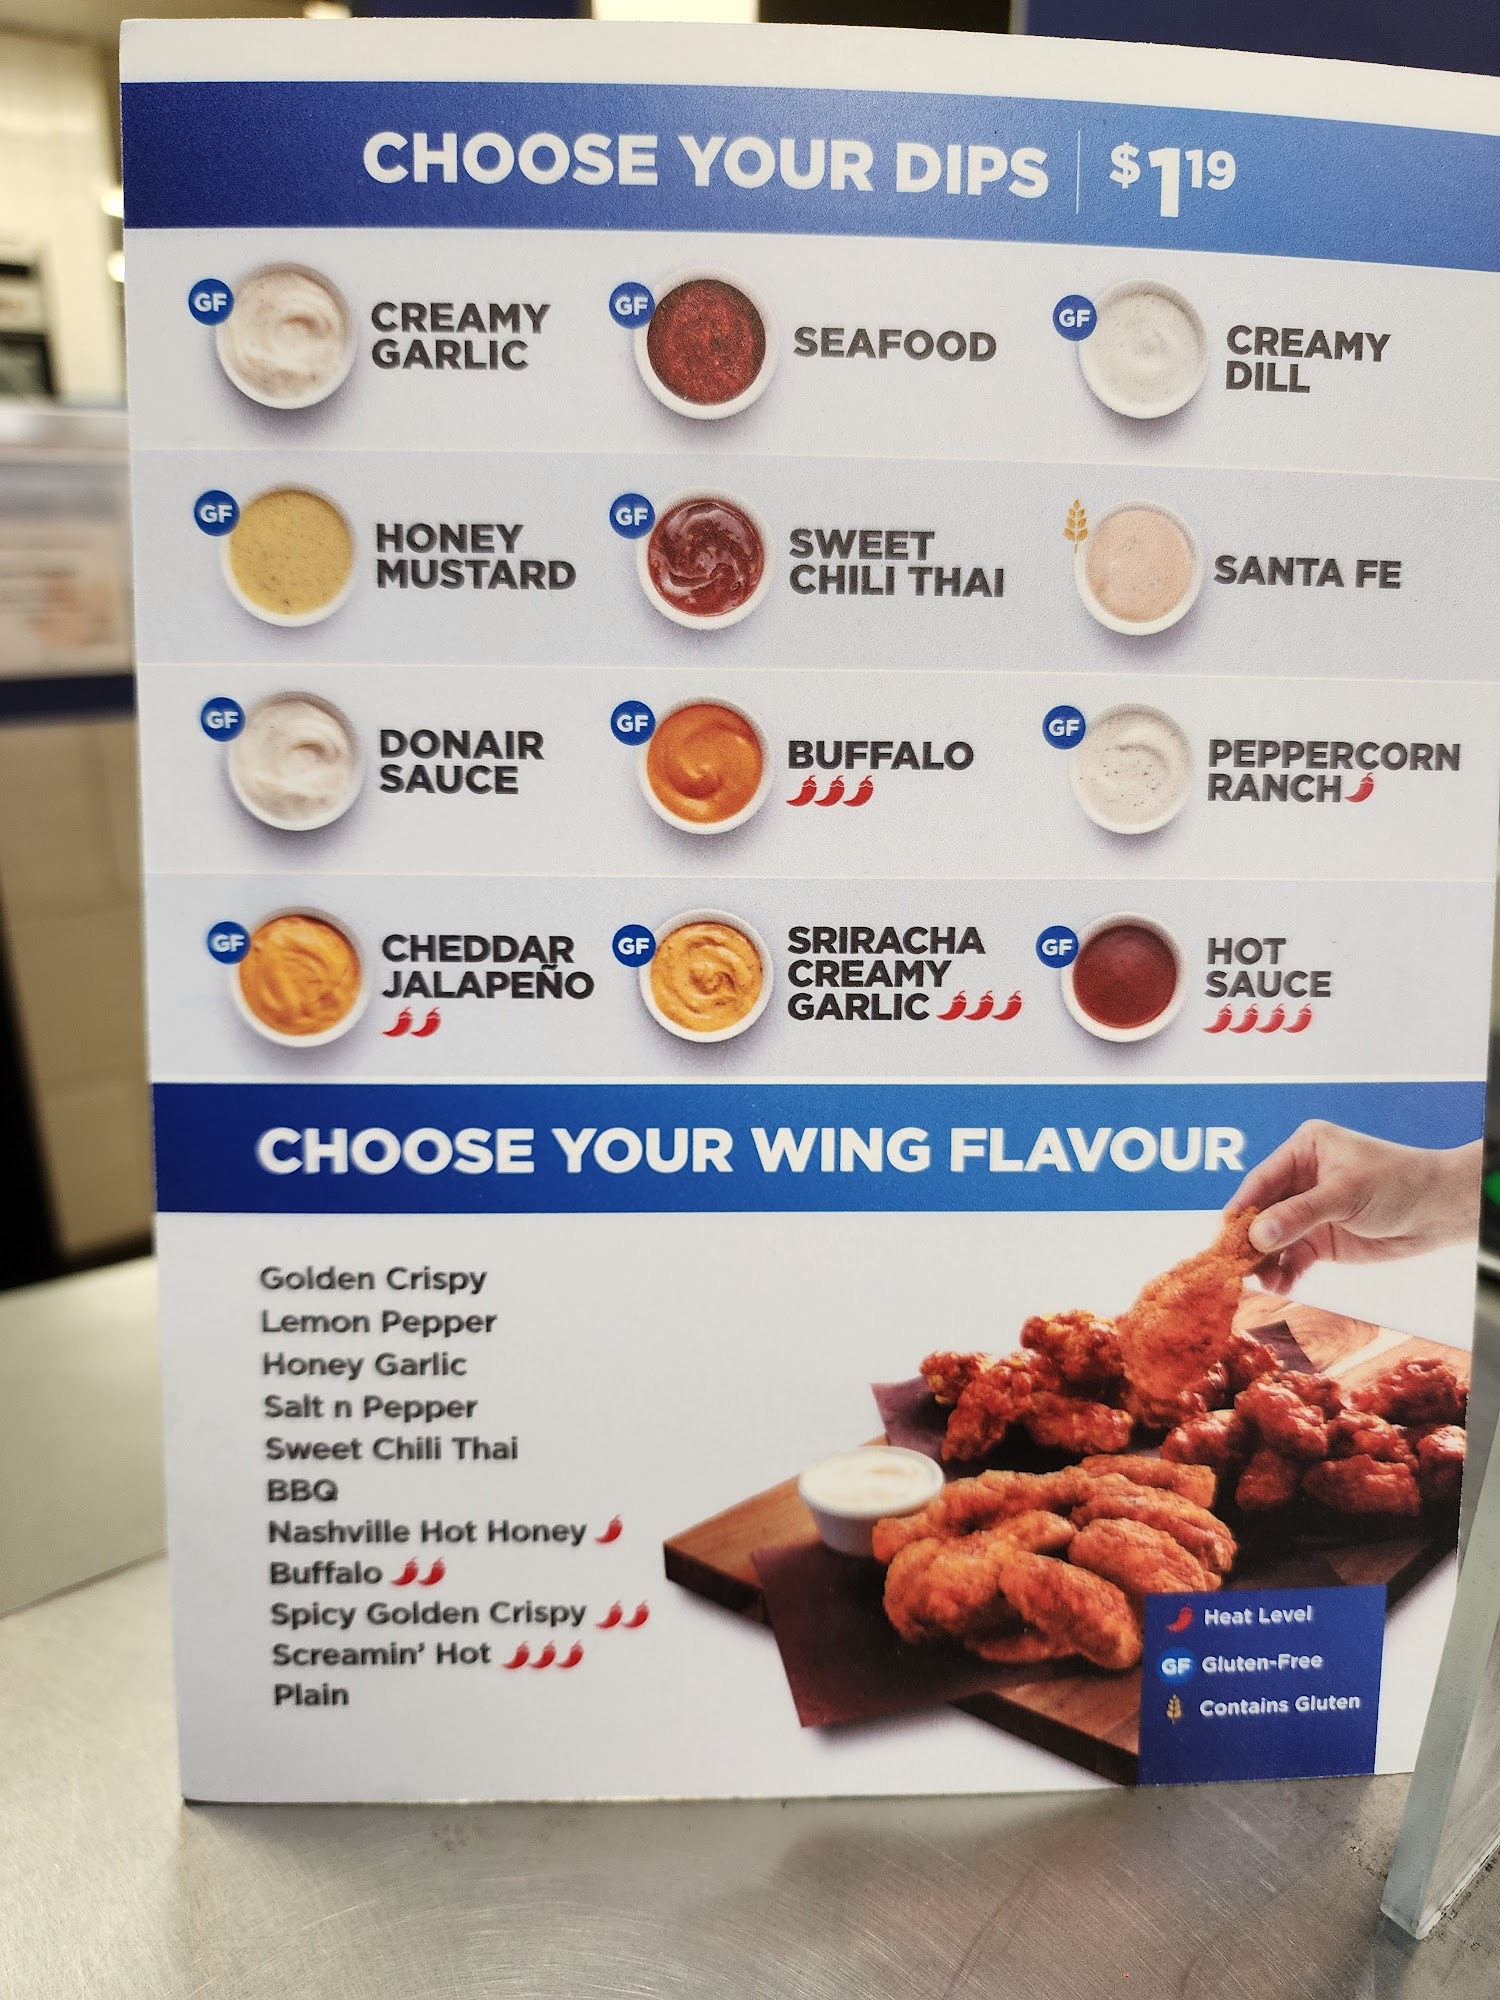 CHOOSE YOUR DIPS $1.19
GF
CREAMY
GARLIC
GF
SEAFOOD
GF
CREAMY
DILL
GF
HONEY
MUSTARD
GF
SWEET
CHILI THAI
SANTA FE
GF
DONAIR
SAUCE
GF
BUFFALO
GF
PEPPERCORN
RANCH
GF
CHEDDAR
JALAPEÑO
GF
SRIRACHA
CREAMY
GARLIC
GF
HOT
SAUCE
CHOOSE YOUR WING FLAVOUR
Golden Crispy
Lemon Pepper
Honey Garlic
Salt n Pepper
Sweet Chili Thai
BBQ
Nashville Hot Honey
Buffalo
Spicy Golden Crispy
Screamin' Hot
Plain
Heat Level
GF Gluten-Free
Contains Gluten